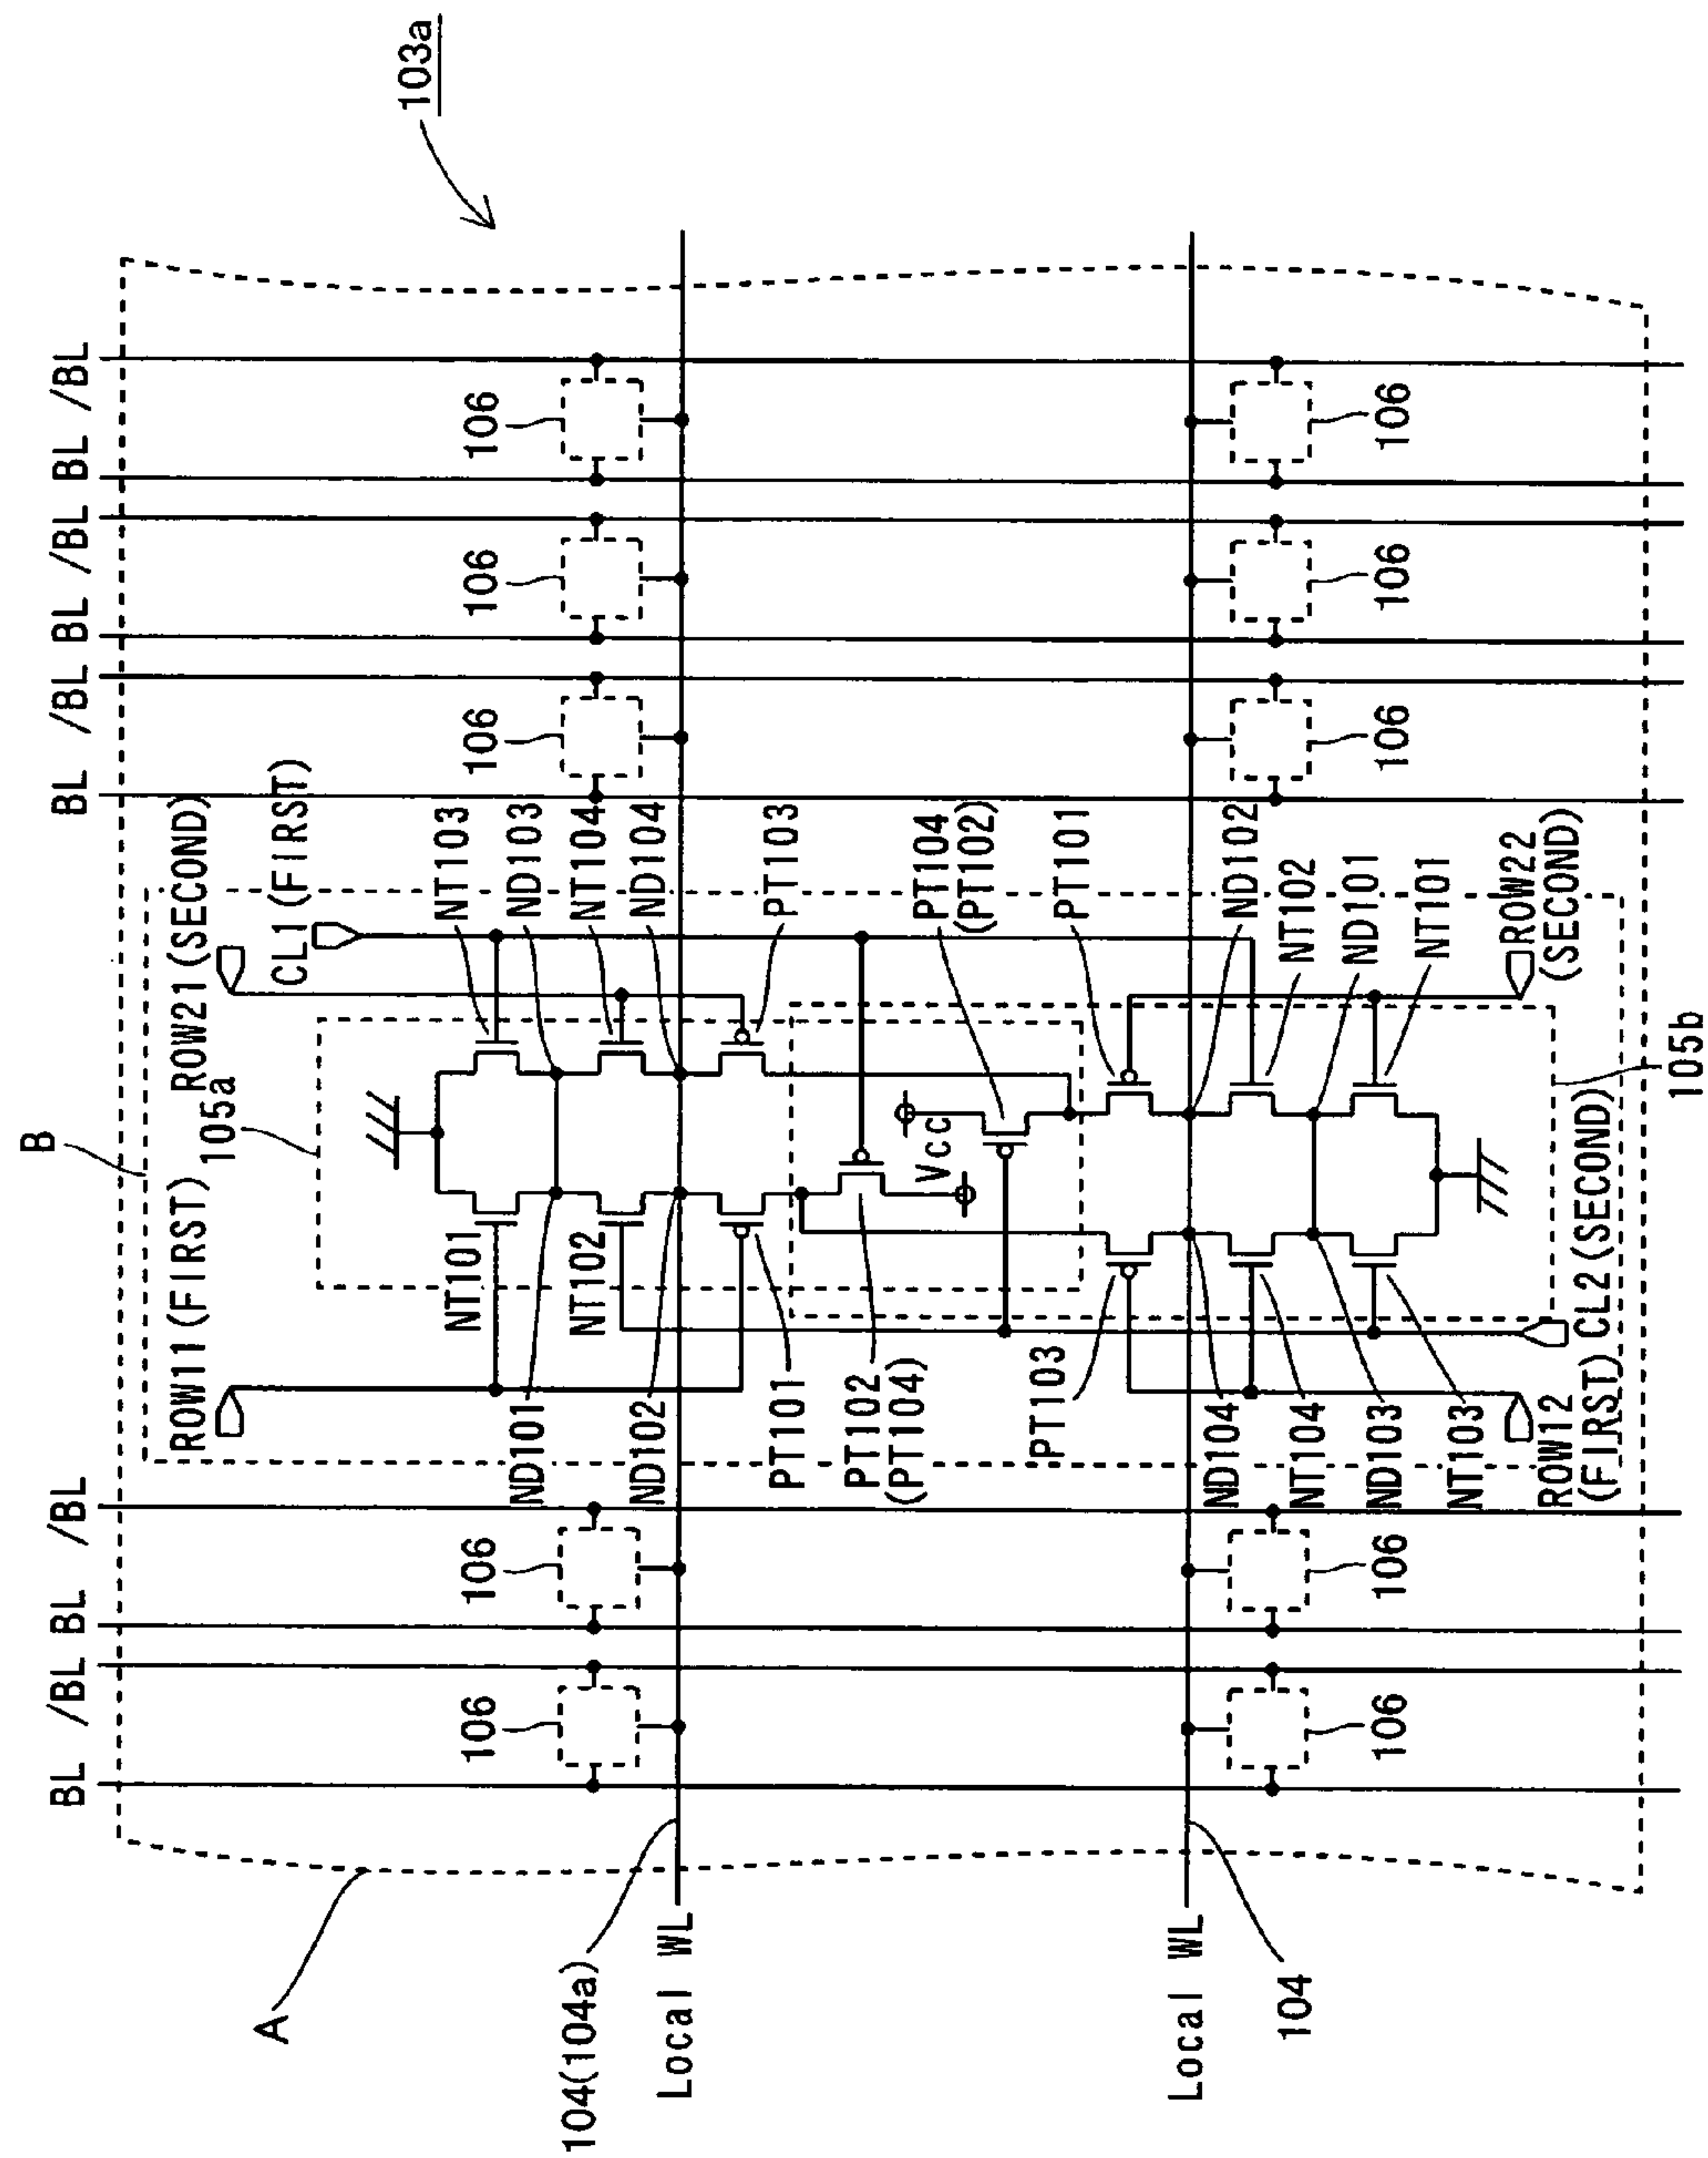 103a
BL /BL BL /BL BL /BL BL /BL BL /BL
B
ROW11 (FIRST)
105a
ROW21 (SECOND)
CL1 (FIRST)
106
106
106
106
106
NT101
NT103
ND101
ND103
NT102
NT104
ND102
ND104
PT101
PT103
A
104(104a)
Local WL
PT102
(PT104)
Vcc
PT104
(PT102)
PT103
PT101
Local WL
104
ND104
ND102
NT104
NT102
ND103
ND101
NT103
NT101
106
106
106
106
106
ROW12
(FIRST)
CL2 (SECOND)
ROW22
(SECOND)
105b